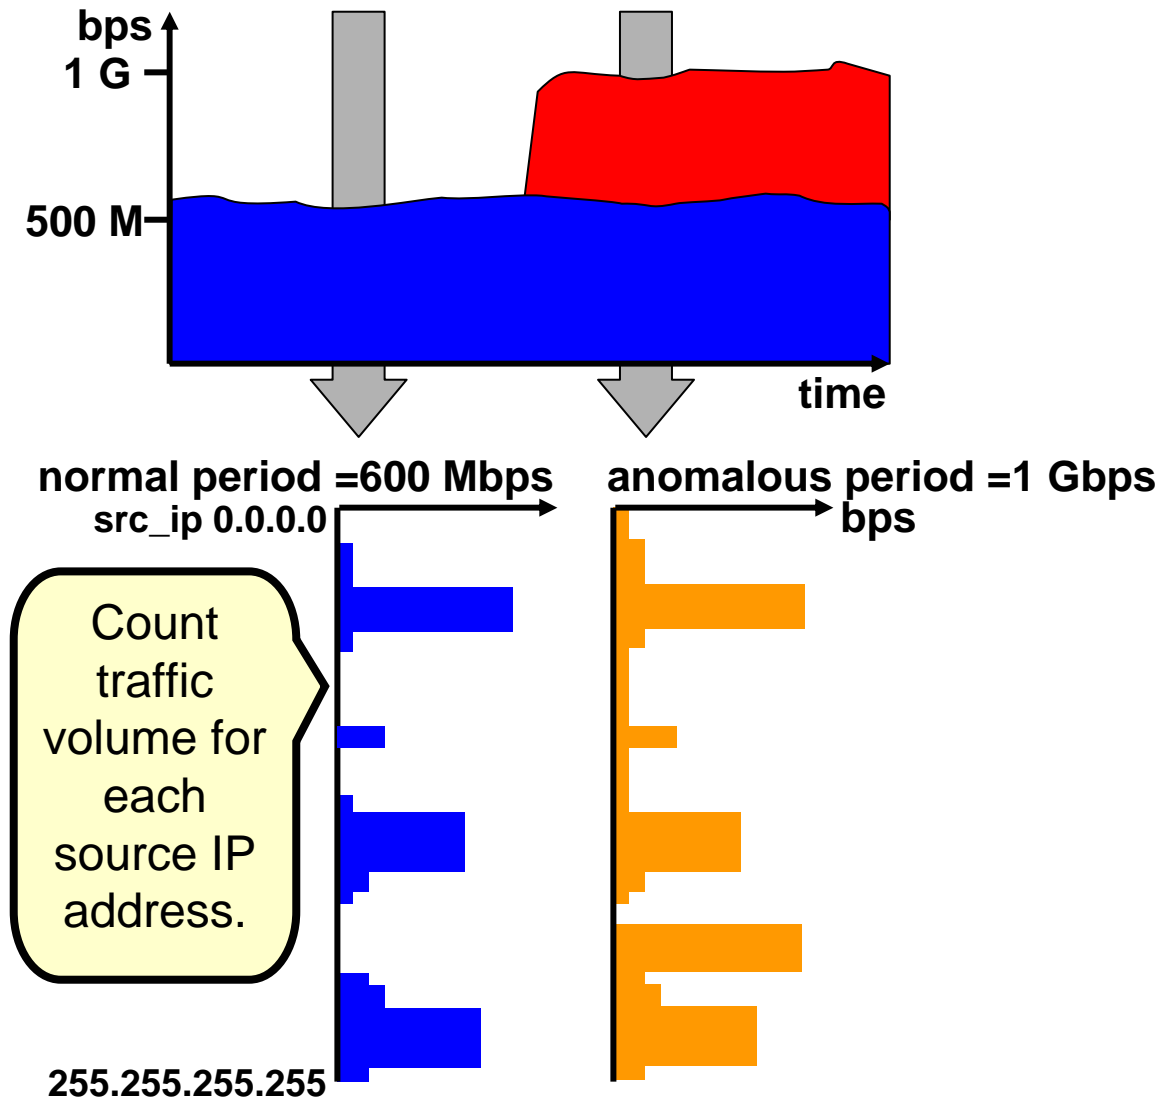 bps
1 G
500 M
time
normal period =600 Mbps
anomalous period =1 Gbps
src_ip 0.0.0.0
bps
Count
traffic
volume for
each
source IP
address.
255.255.255.255